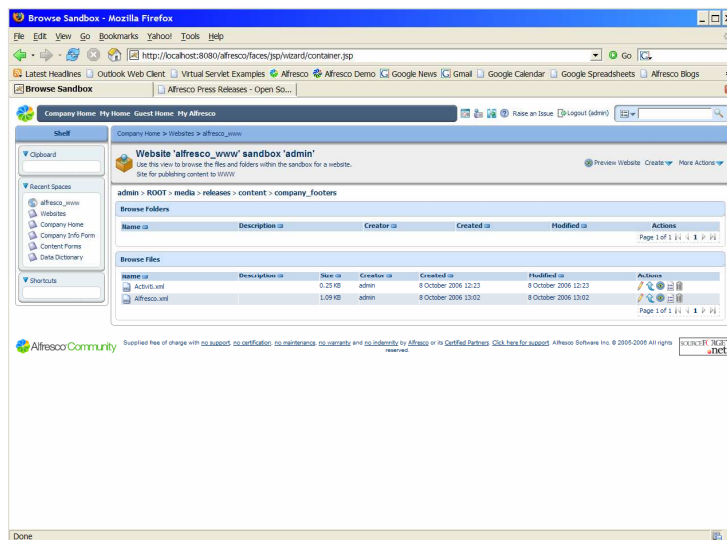 Browse Sandbox - Mozilla Firefox
File Edit View Go Bookmarks Yahoo! Tools Help
http://localhost:8080/alfresco/faces/jsp/wizard/container.jsp Go
Latest Headlines Outlook Web Client Virtual Servlet Examples Alfresco Alfresco Demo Google News Gmail Google Calendar Google Spreadsheets Alfresco Blogs
Browse Sandbox Alfresco Press Releases - Open So...
Company Home My Home Guest Home My Alfresco Raise an Issue Logout (admin)
Shelf
Clipboard
Recent Spaces
alfresco_www
Websites
Company Home
Company Info Form
Content Forms
Data Dictionary
Shortcuts
Company Home > Websites > alfresco_www
Website 'alfresco_www' sandbox 'admin'
Use this view to browse the files and folders within the sandbox for a website.
Site for publishing content to WWW
Preview Website Create More Actions
admin > ROOT > media > releases > content > company_footers
Browse Folders
Name Description Creator Created Modified Actions
Page 1 of 1 1
Browse Files
Name Description Size Creator Created Modified Actions
Activiti.xml 0.25 KB admin 8 October 2006 12:23 8 October 2006 12:23
Alfresco.xml 1.09 KB admin 8 October 2006 13:02 8 October 2006 13:02
Page 1 of 1 1
Alfresco Community
Supplied free of charge with no support, no certification, no maintenance, no warranty and no indemnity by Alfresco or its Certified Partners. Click here for support. Alfresco Software Inc. © 2005-2006 All rights
reserved.
SOURCEFORGE
.net
Done